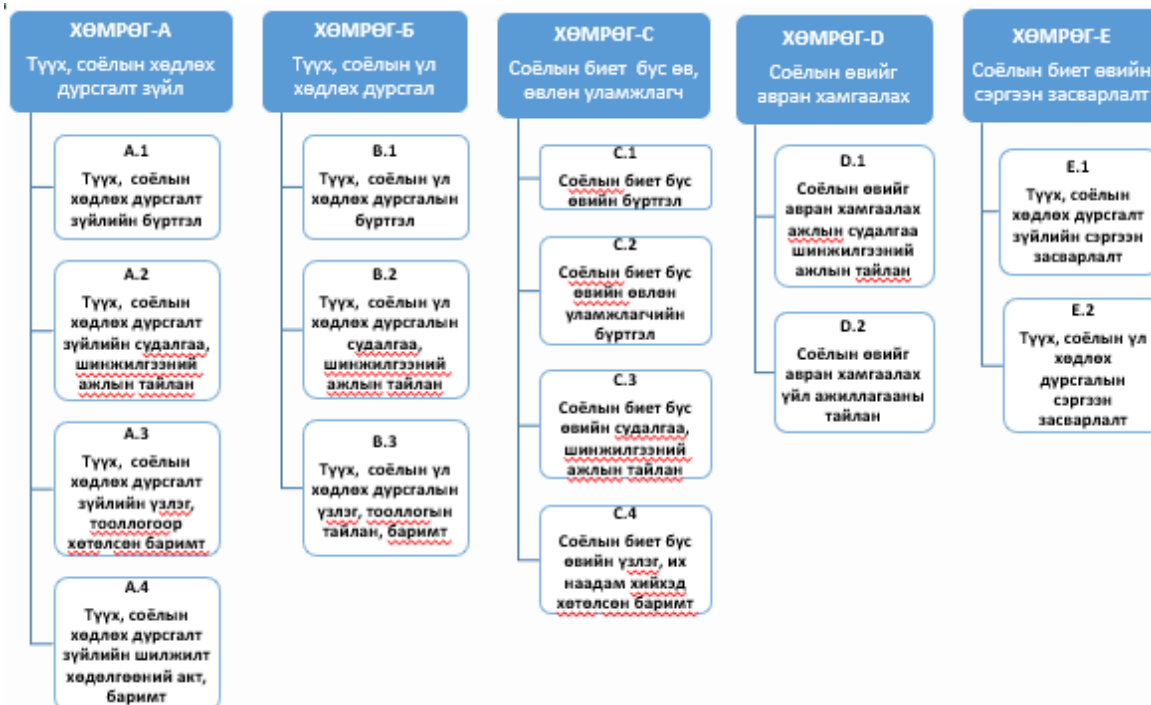 ХӨМРӨГ-А
Түүх, соёлын хөдлөх
дурсгалт зүйл
А.1
Түүх, соёлын
хөдлөх дурсгалт
зүйлийн бүртгэл
А.2
Түүх, соёлын
хөдлөх дурсгалт
зүйлийн судалгаа,
шинжилгээний
ажлын тайлан
А.3
Түүх, соёлын
хөдлөх дурсгалт
зүйлийн үзлэг,
тооллогоор
хөтөлсөн баримт
А.4
Түүх, соёлын
хөдлөх дурсгалт
зүйлийн шилжилт
хөдөлгөөний акт,
баримт
ХӨМРӨГ-Б
Түүх, соёлын үл
хөдлөх дурсгал
B.1
Түүх, соёлын үл
хөдлөх дурсгалын
бүртгэл
B.2
Түүх, соёлын үл
хөдлөх дурсгалын
судалгаа,
шинжилгээний
ажлын тайлан
B.3
Түүх, соёлын үл
хөдлөх дурсгалын
үзлэг, тооллогын
тайлан, баримт
ХӨМРӨГ-С
Соёлын биет бус өв,
өвлөн уламжлагч
C.1
Соёлын биет бус
өвийн бүртгэл
C.2
Соёлын биет бус
өвийн өвлөн
уламжлагчийн
бүртгэл
C.3
Соёлын биет бус
өвийн судалгаа,
шинжилгээний
ажлын тайлан
C.4
Соёлын биет бус
өвийн үзлэг, их
наадам хийхэд
хөтөлсөн баримт
ХӨМРӨГ-D
Соёлын өвийг
авран хамгаалах
D.1
Соёлын өвийг
авран хамгаалах
ажлын судалгаа
шинжилгээний
ажлын тайлан
D.2
Соёлын өвийг
авран хамгаалах
үйл ажиллагааны
тайлан
ХӨМРӨГ-E
Соёлын биет өвийн
сэргээн засварлалт
E.1
Түүх, соёлын
хөдлөх дурсгалт
зүйлийн сэргээн
засварлалт
E.2
Түүх, соёлын үл
хөдлөх
дурсгалын
сэргээн
засварлалт